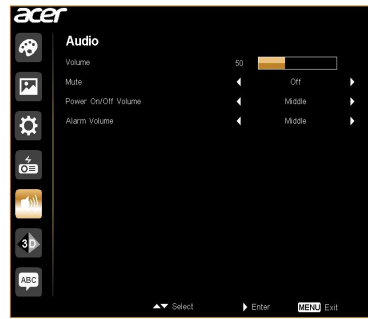 acer
Audio
Volume 50
Mute Off
Power On/Off Volume Middle
Alarm Volume Middle
3D
ABC
Select Enter MENU Exit